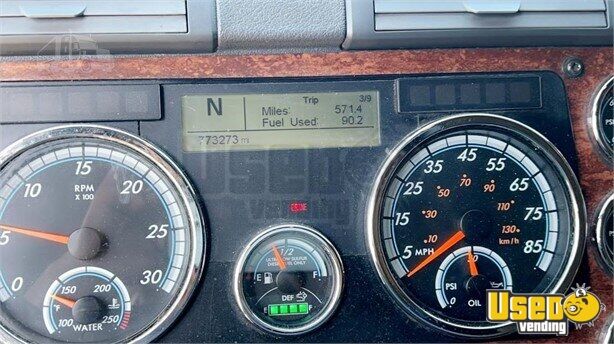 Trip 3/9
N
Miles: 571.4
Fuel Used: 90.2
773273 mi
RPM
X 100
5 10 15 20 25 30
150 200
°F
100 250
WATER
1/2
ULTRA LOW SULFUR
DIESEL FUEL ONLY
E F
DEF
E F
5 15 25 35 45 55 65 75 85
10 30 50 70 90 110 130
MPH
km/h
PSI
0
OIL
PSI
USED
vending